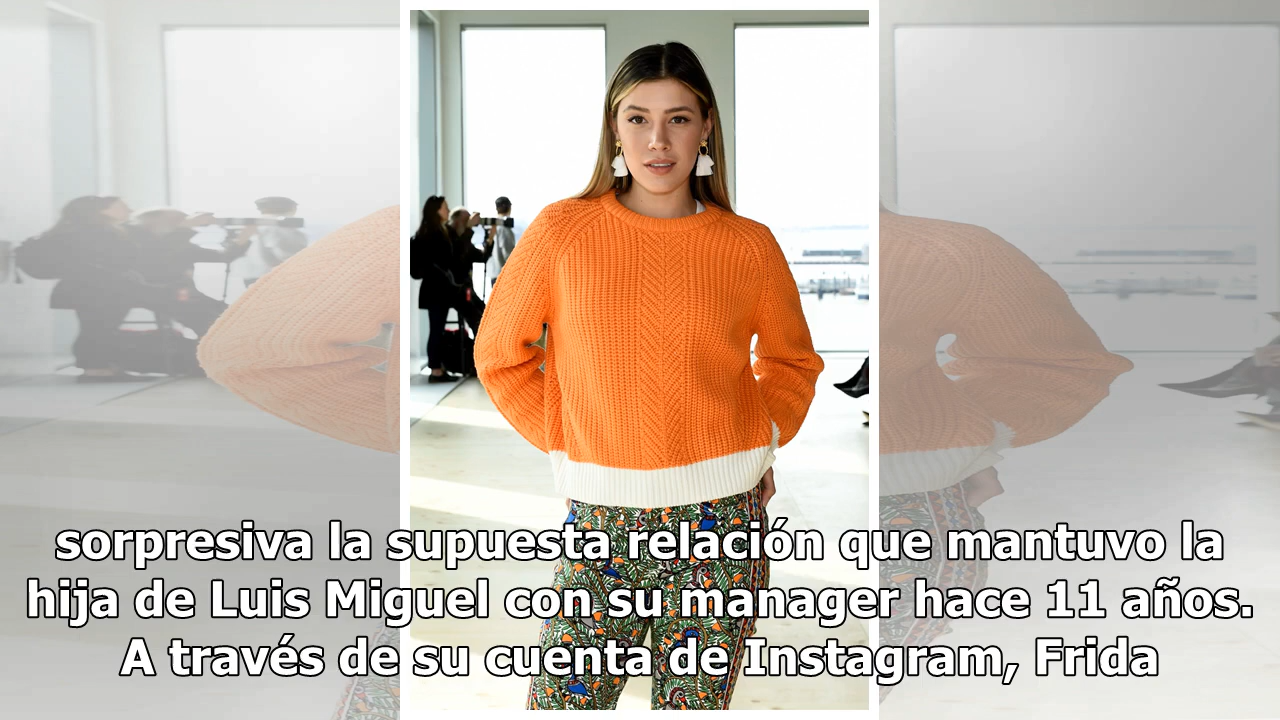 sorpresiva la supuesta relación que mantuvo la
hija de Luis Miguel con su manager hace 11 años.
A través de su cuenta de Instagram, Frida